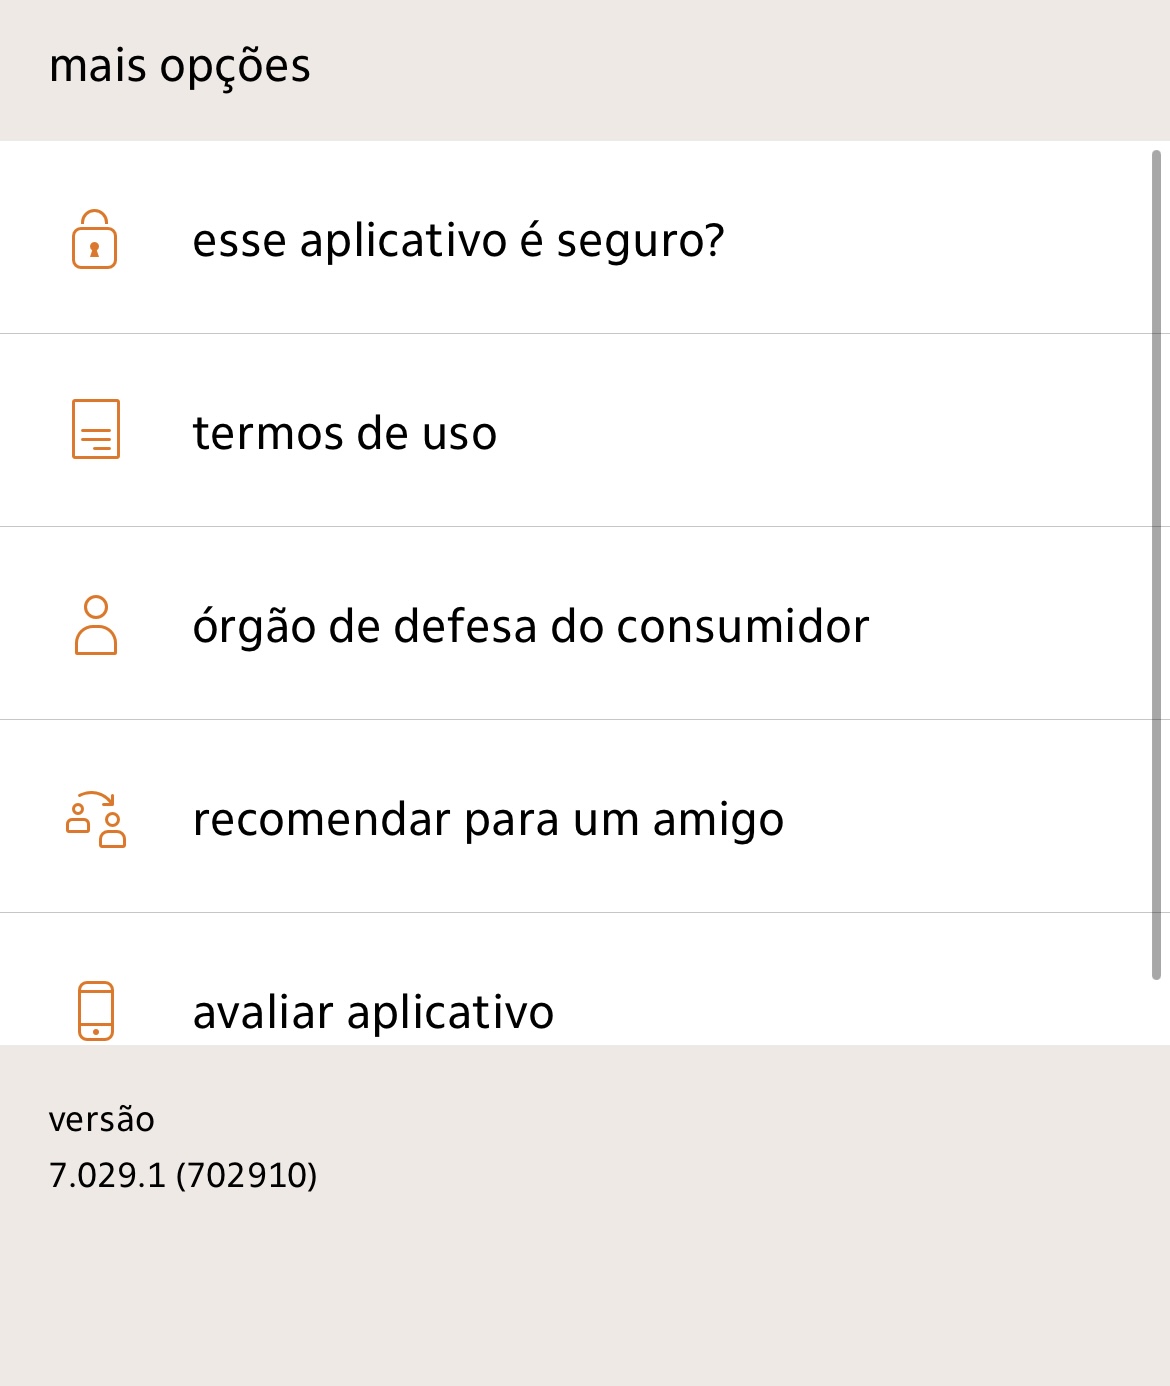 mais opções
esse aplicativo é seguro?
termos de uso
órgão de defesa do consumidor
recomendar para um amigo
avaliar aplicativo
versão
7.029.1 (702910)